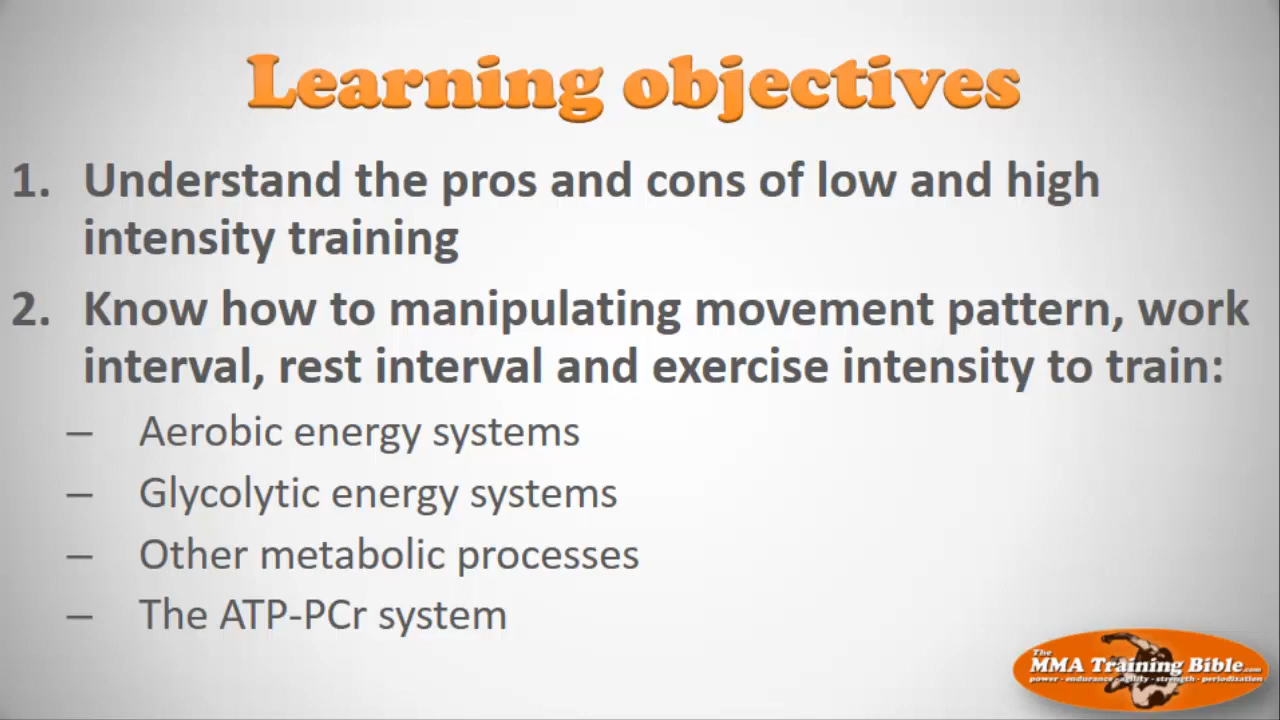 Learning objectives
1. Understand the pros and cons of low and high
intensity training
2. Know how to manipulating movement pattern, work
interval, rest interval and exercise intensity to train:
– Aerobic energy systems
– Glycolytic energy systems
– Other metabolic processes
– The ATP-PCr system
The
MMA Training Bible.com
power - endurance - agility - strength - periodization